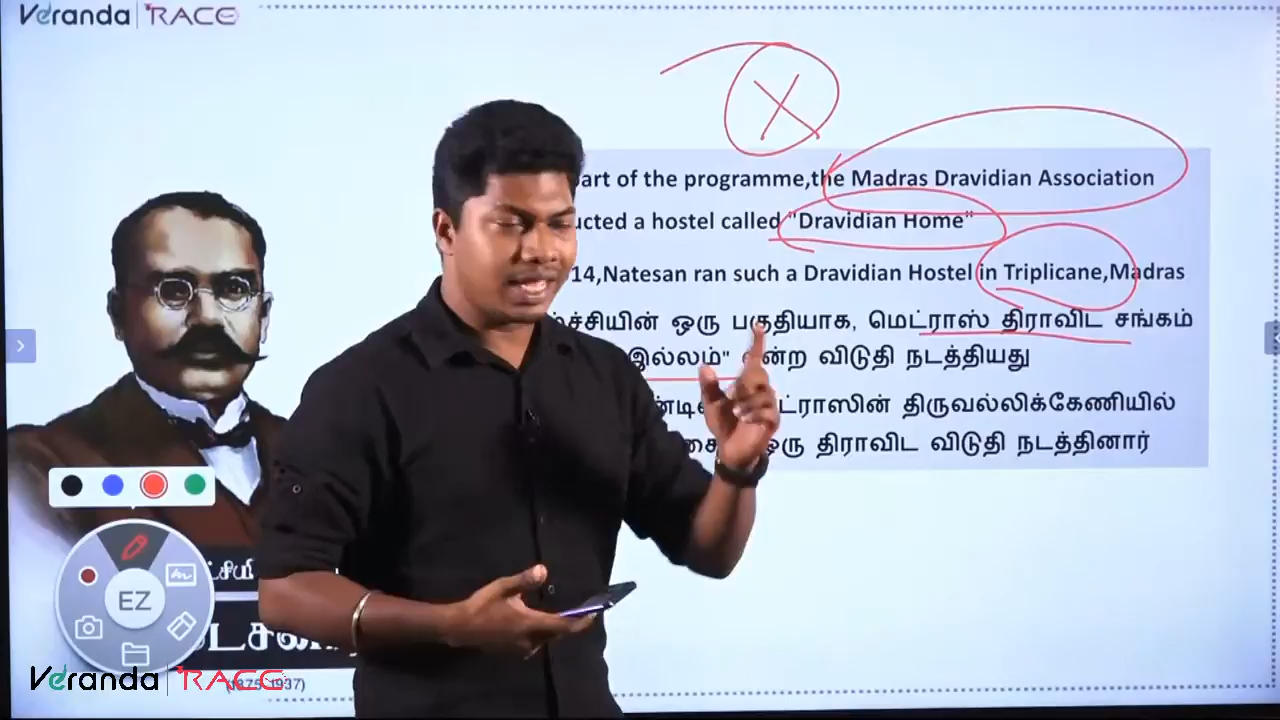 Veranda RACE
part of the programme,the Madras Dravidian Association
ucted a hostel called "Dravidian Home"
14,Natesan ran such a Dravidian Hostel in Triplicane,Madras
ழ்ச்சியின் ஒரு பகுதியாக, மெட்ராஸ் திராவிட சங்கம்
இல்லம்" என்ற விடுதி நடத்தியது
திருவல்லிக்கேணியில்
ஒரு திராவிட விடுதி நடத்தினார்
EZ
Veranda RACE